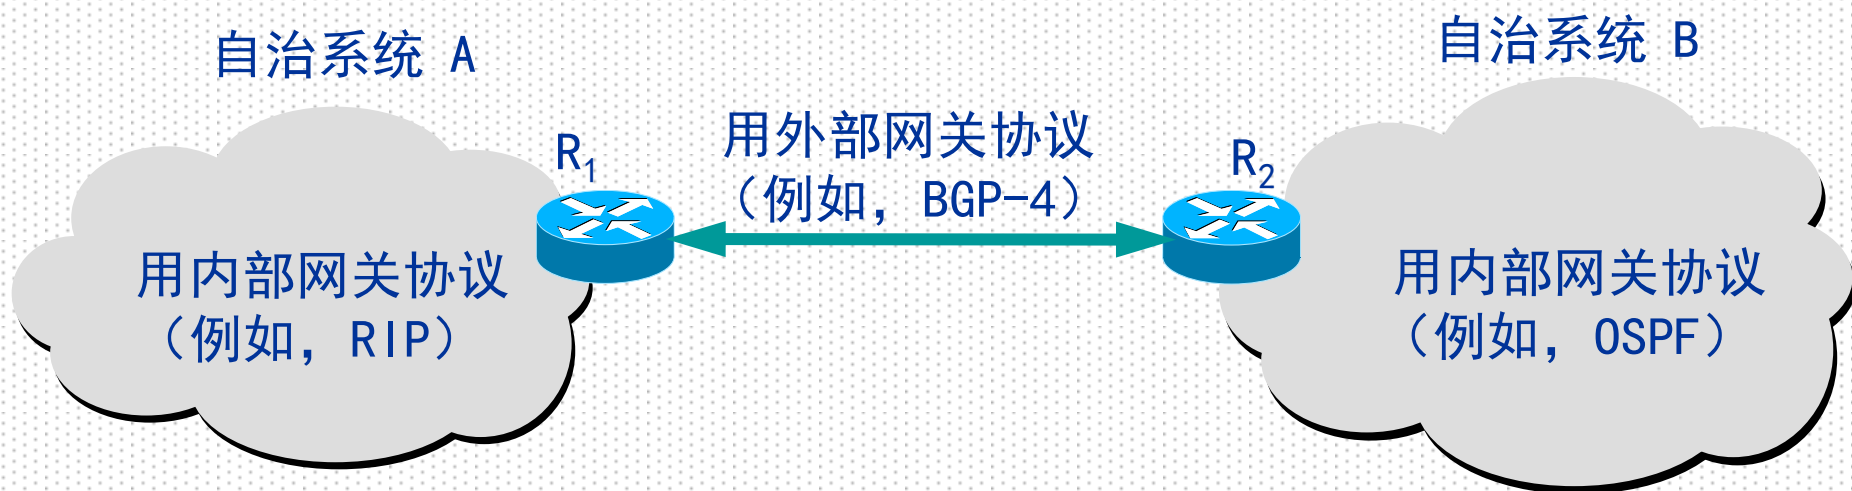 自治系统 A
自治系统 B
用外部网关协议
（例如，BGP-4）
R1
R2
用内部网关协议
（例如，RIP）
用内部网关协议
（例如，OSPF）